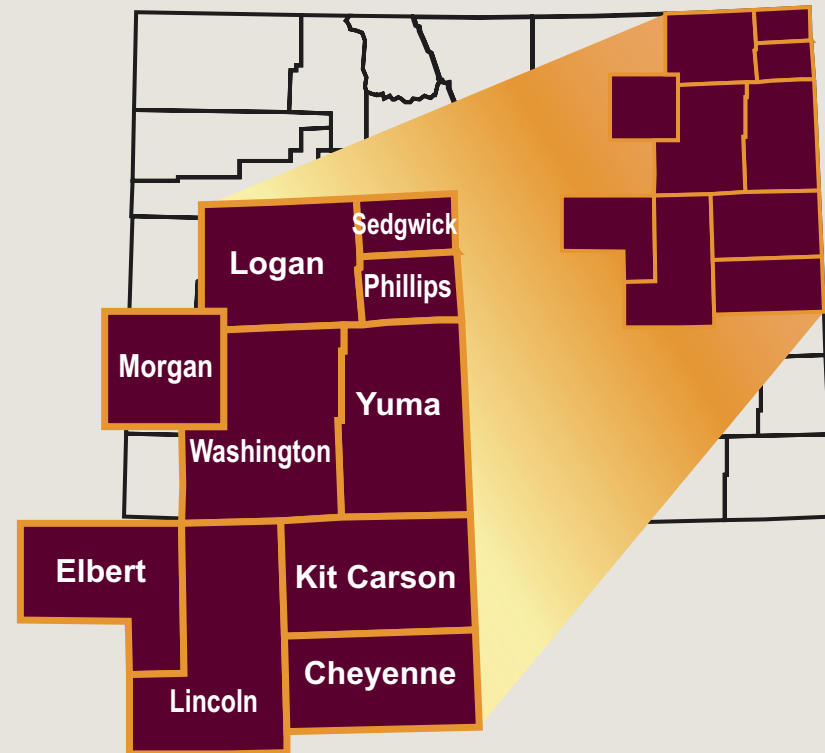 Sedgwick
Logan
Phillips
Morgan
Yuma
Washington
Elbert
Kit Carson
Cheyenne
Lincoln